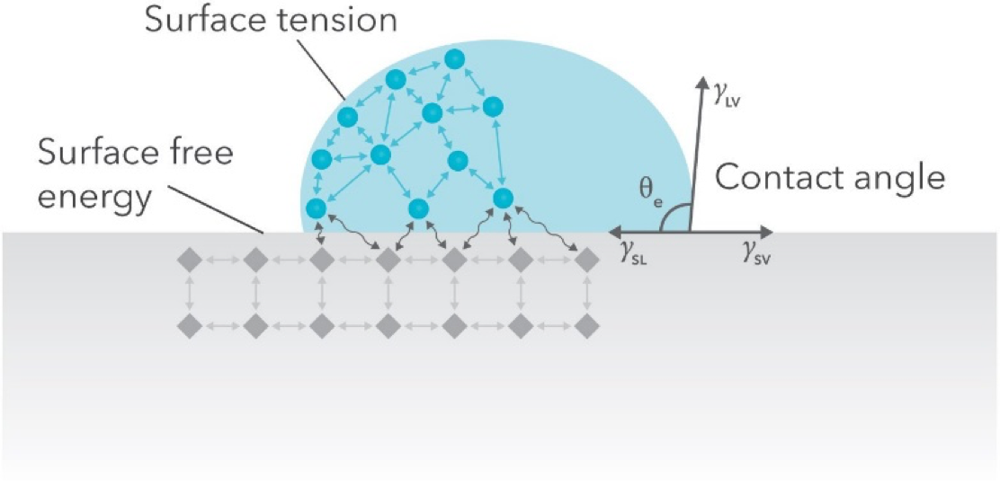 Surface tension
γLV
Surface free
energy
Contact angle
θe
γSL
γSV